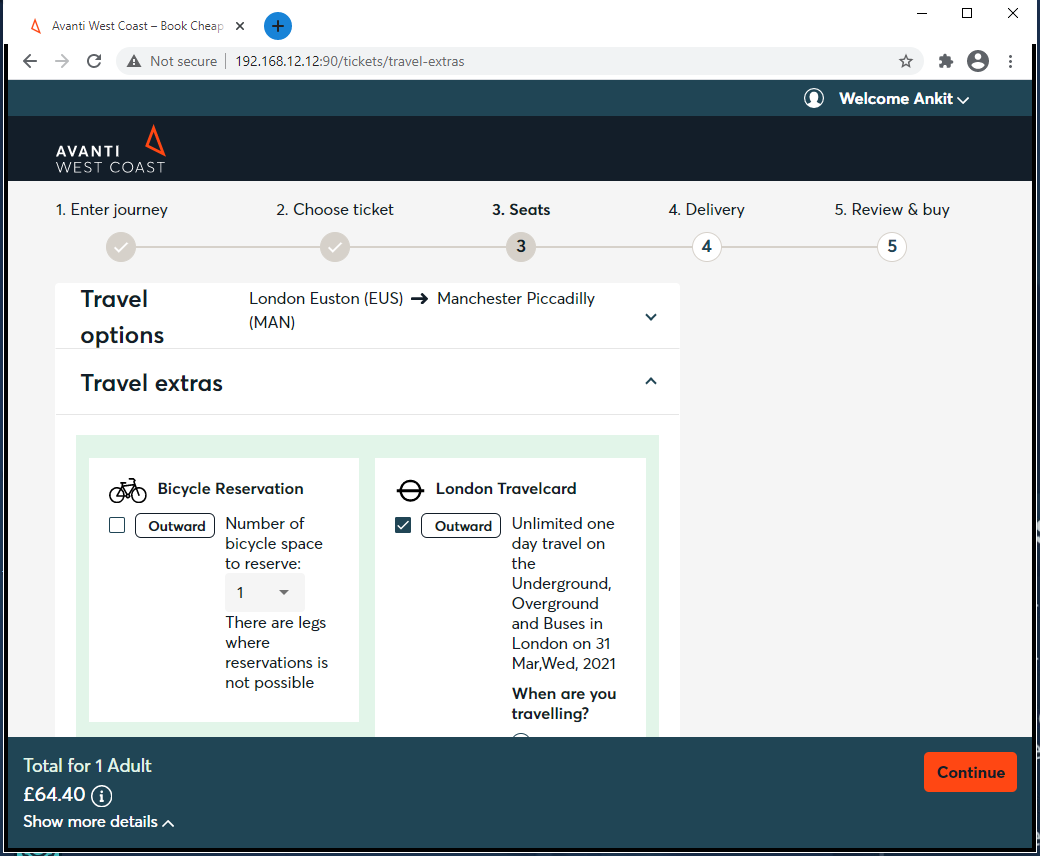 Avanti West Coast – Book Cheap
Not secure | 192.168.12.12:90/tickets/travel-extras
Welcome Ankit
AVANTI
WEST COAST
1. Enter journey 2. Choose ticket 3. Seats 4. Delivery 5. Review & buy
3 4 5
Travel options
London Euston (EUS) → Manchester Piccadilly
(MAN)
Travel extras
Bicycle Reservation
Outward
Number of
bicycle space
to reserve:
1
There are legs
where
reservations is
not possible
London Travelcard
Outward
Unlimited one
day travel on
the
Underground,
Overground
and Buses in
London on 31
Mar,Wed, 2021
When are you
travelling?
Total for 1 Adult
£64.40
Show more details
Continue